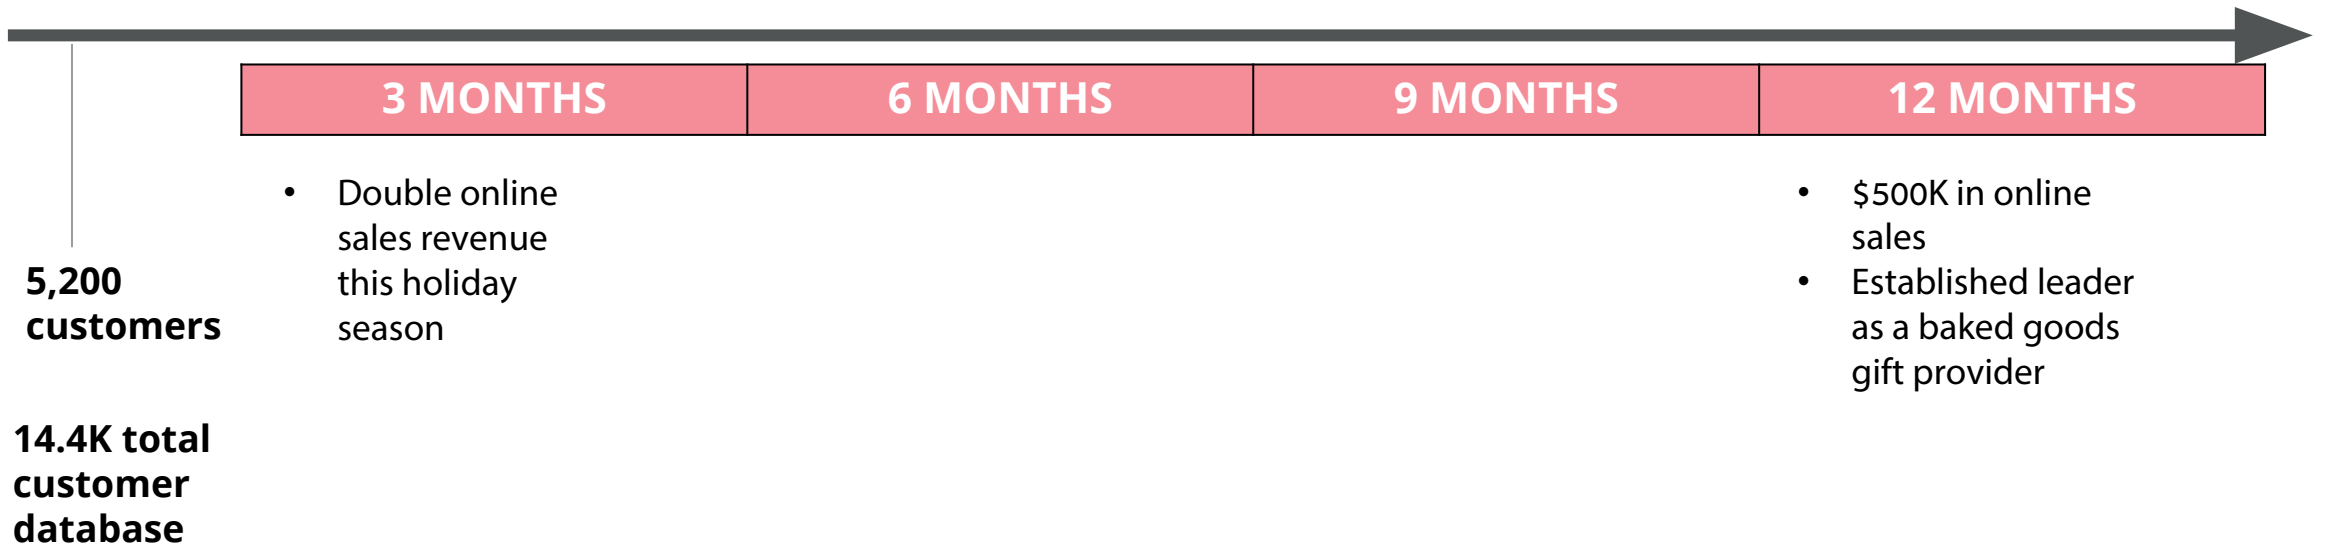 3 MONTHS
6 MONTHS
9 MONTHS
12 MONTHS
5,200
customers
14.4K total
customer
database
• Double online
sales revenue
this holiday
season
• $500K in online
sales
• Established leader
as a baked goods
gift provider